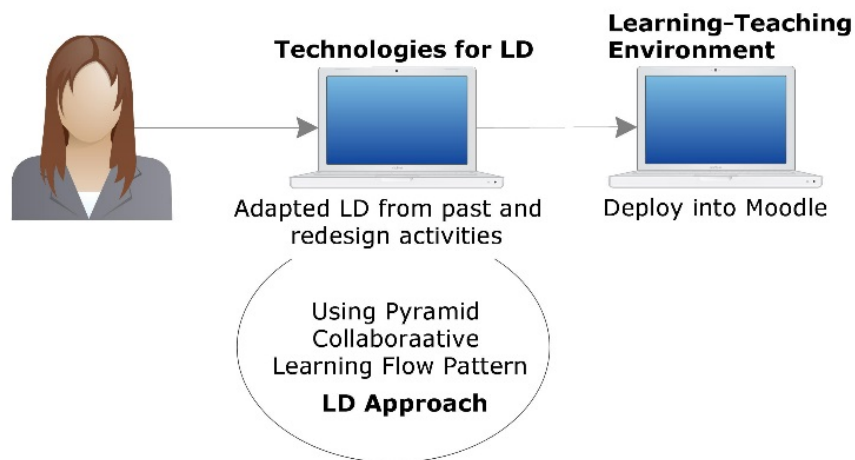 Technologies for LD
Learning-Teaching
Environment
Adapted LD from past and
redesign activities
Deploy into Moodle
Using Pyramid
Collaboraative
Learning Flow Pattern
LD Approach